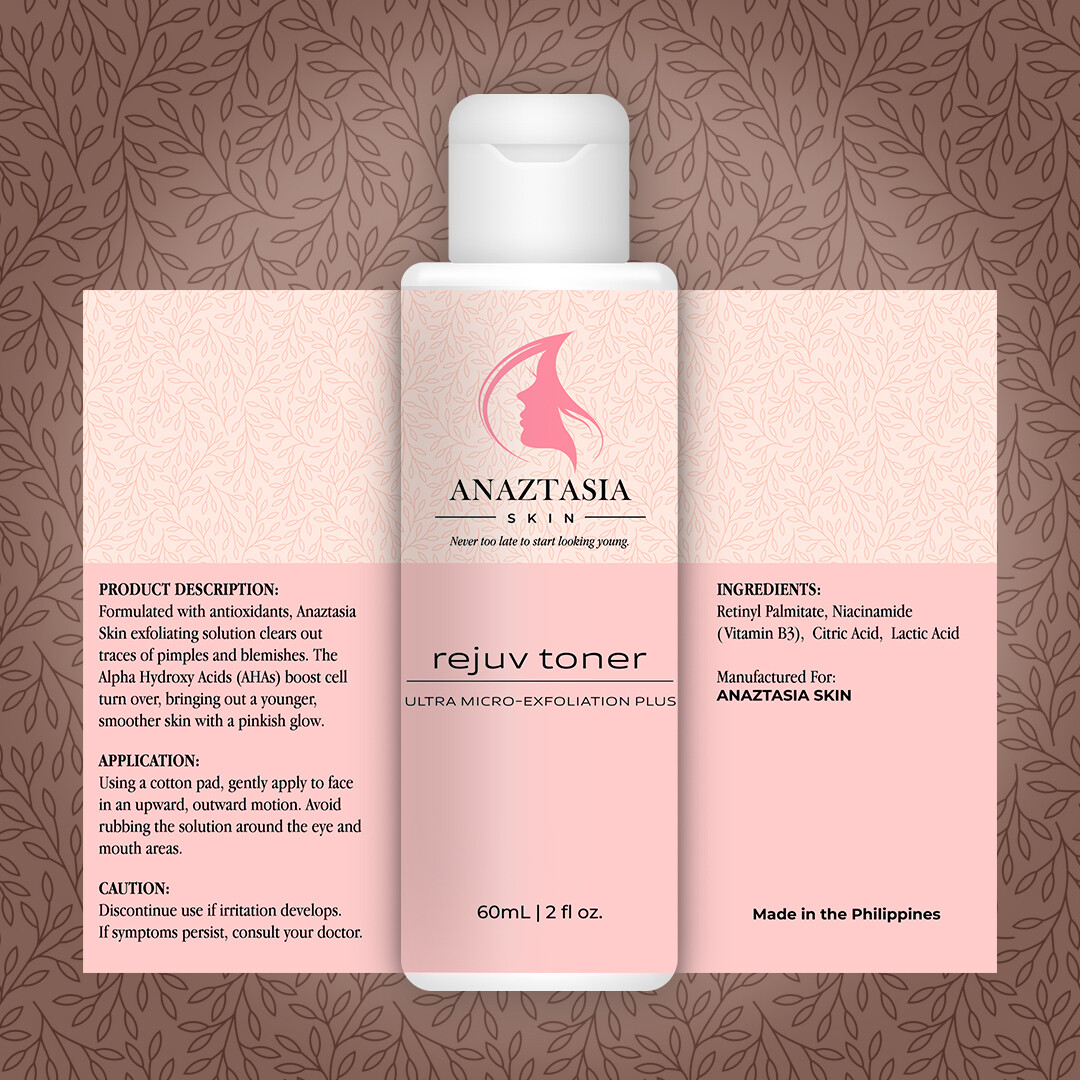 ANAZTASIA
SKIN
Never too late to start looking young.
rejuv toner
ULTRA MICRO-EXFOLIATION PLUS
60mL | 2 fl oz.
PRODUCT DESCRIPTION:
Formulated with antioxidants, Anaztasia
Skin exfoliating solution clears out
traces of pimples and blemishes. The
Alpha Hydroxy Acids (AHAs) boost cell
turn over, bringing out a younger,
smoother skin with a pinkish glow.
APPLICATION:
Using a cotton pad, gently apply to face
in an upward, outward motion. Avoid
rubbing the solution around the eye and
mouth areas.
CAUTION:
Discontinue use if irritation develops.
If symptoms persist, consult your doctor.
INGREDIENTS:
Retinyl Palmitate, Niacinamide
(Vitamin B3),  Citric Acid,  Lactic Acid
Manufactured For:
ANAZTASIA SKIN
Made in the Philippines